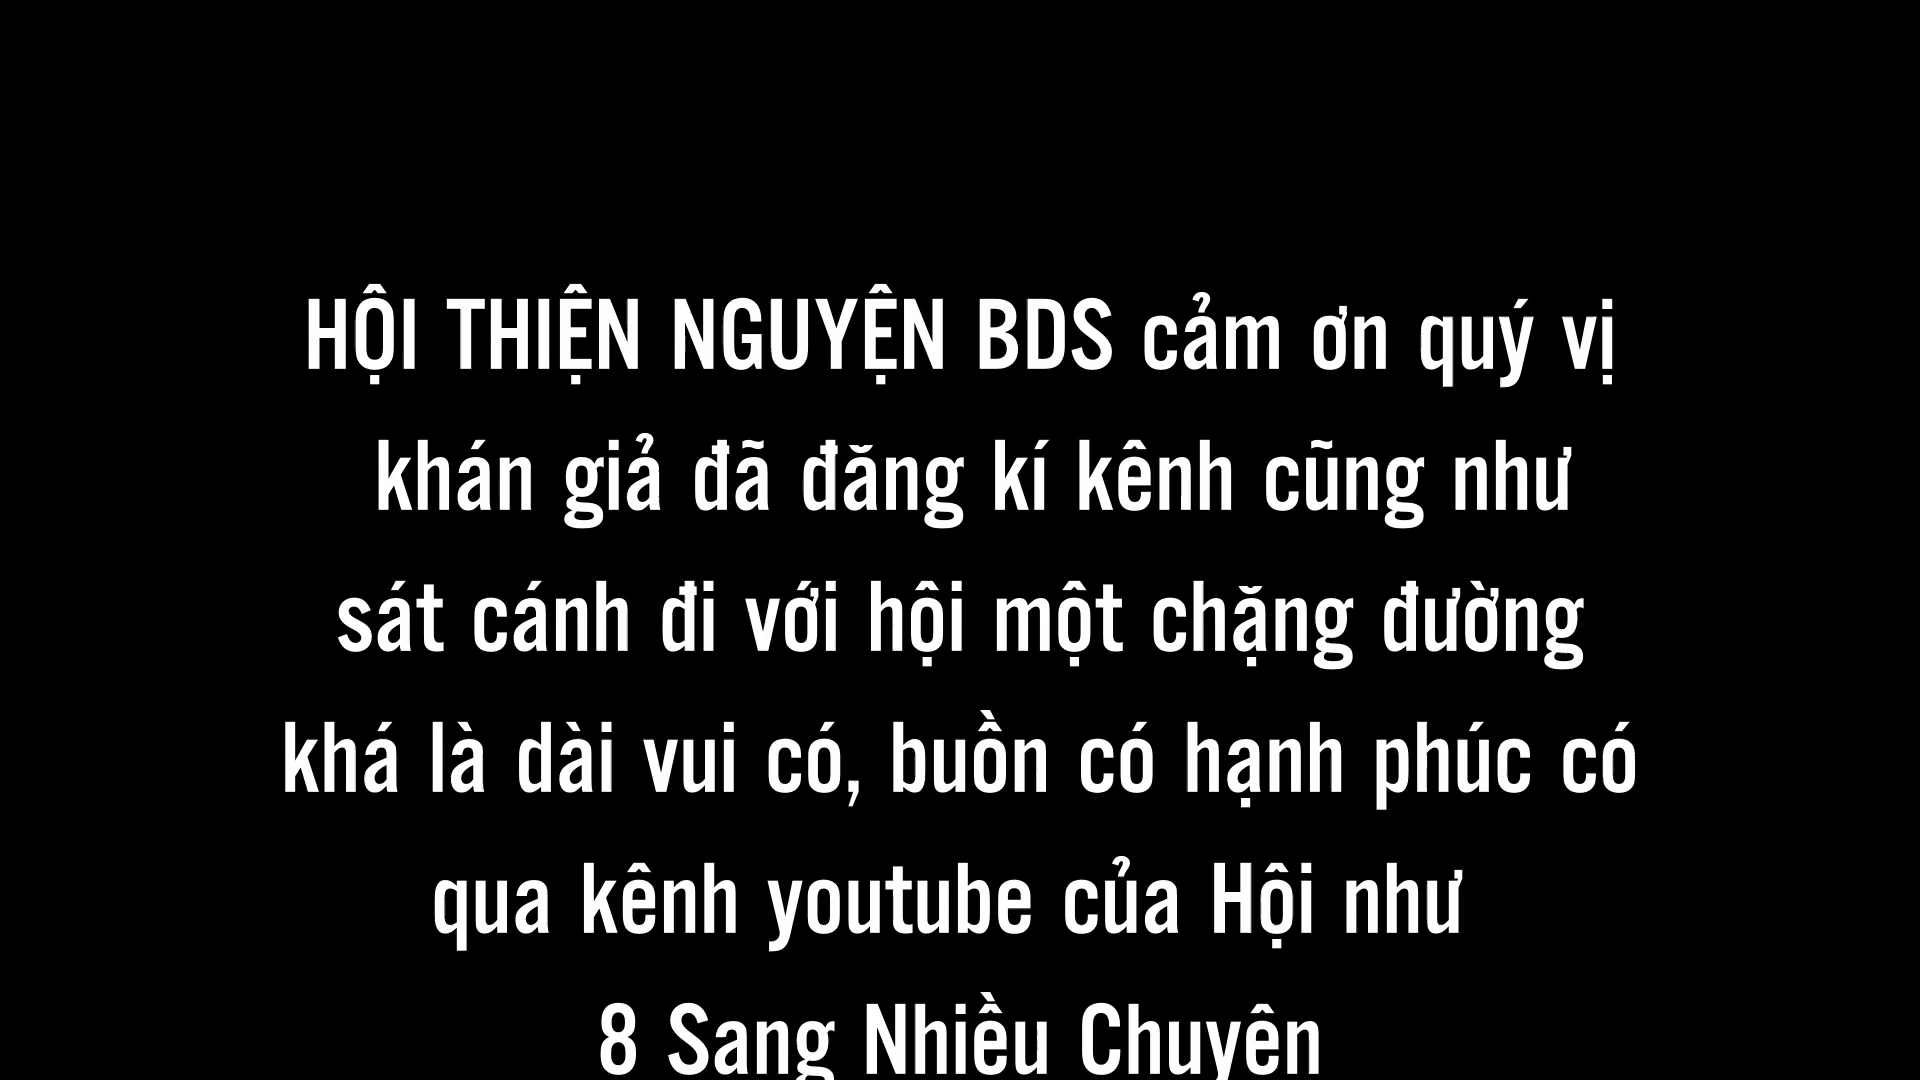 HỘI THIỆN NGUYỆN BDS cảm ơn quý vị
khán giả đã đăng kí kênh cũng như
sát cánh đi với hội một chặng đường
khá là dài vui có, buồn có hạnh phúc có
qua kênh youtube của Hội như
8 Sang Nhiều